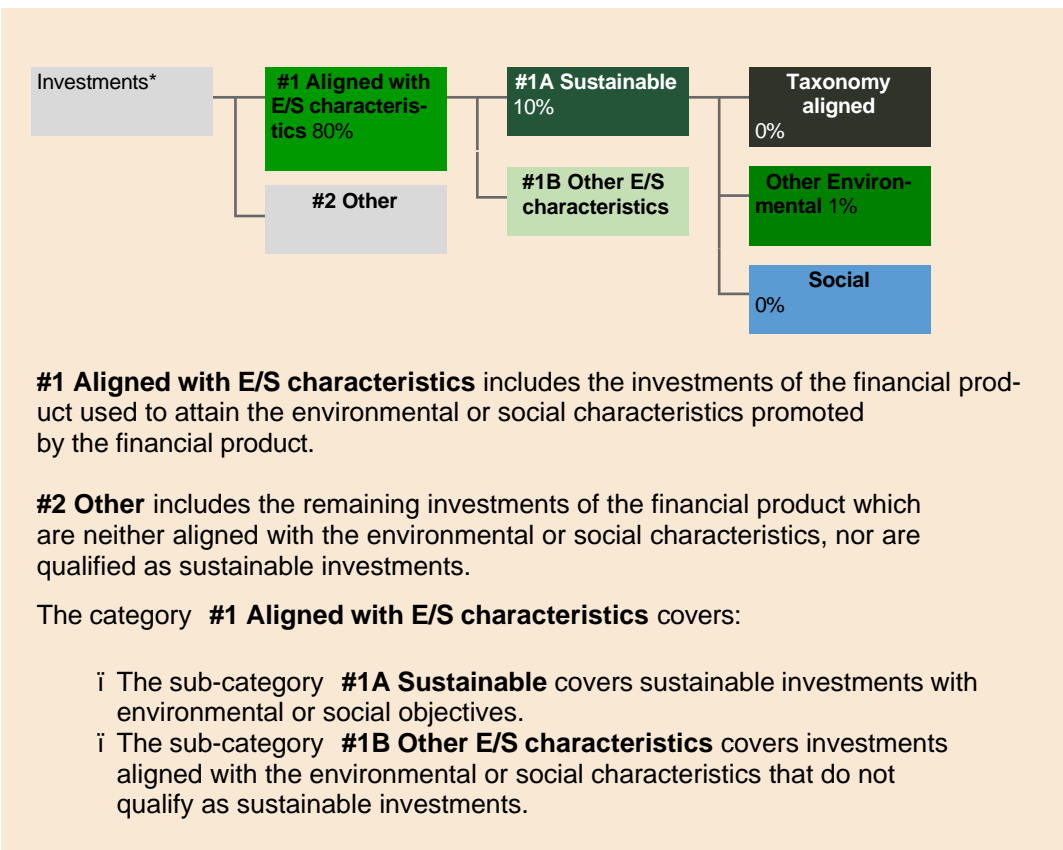 Investments*
#1 Aligned with
E/S characteris-
tics 80%
#2 Other
#1A Sustainable
10%
#1B Other E/S
characteristics
Taxonomy
aligned
0%
Other Environ-
mental 1%
Social
0%
#1 Aligned with E/S characteristics includes the investments of the financial prod-
uct used to attain the environmental or social characteristics promoted
by the financial product.
#2 Other includes the remaining investments of the financial product which
are neither aligned with the environmental or social characteristics, nor are
qualified as sustainable investments.
The category #1 Aligned with E/S characteristics covers:
ï The sub-category #1A Sustainable covers sustainable investments with
environmental or social objectives.
ï The sub-category #1B Other E/S characteristics covers investments
aligned with the environmental or social characteristics that do not
qualify as sustainable investments.